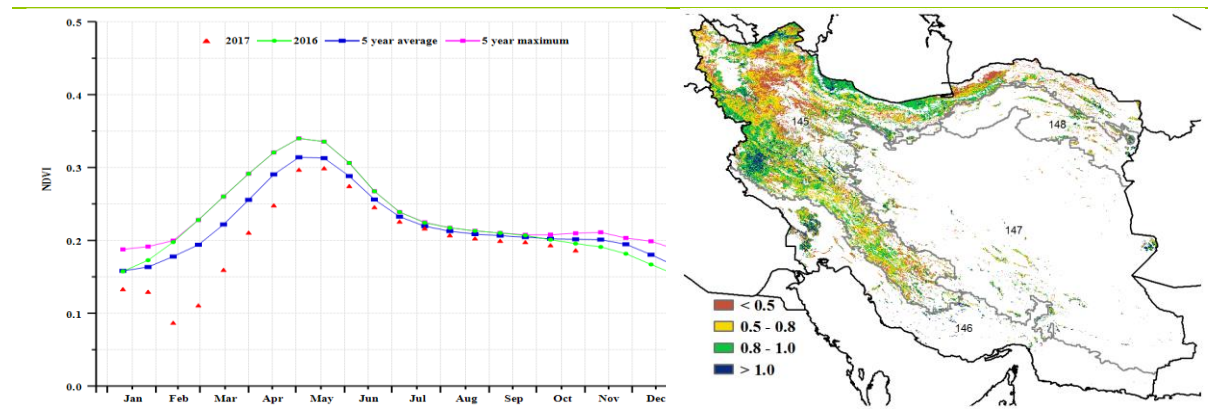 0.5
2017 2016 5 year average 5 year maximum
0.4
0.3
NDVI
0.2
0.1
0.0
Jan Feb Mar Apr May Jun Jul Aug Sep Oct Nov Dec
145
148
147
146
< 0.5
0.5 - 0.8
0.8 - 1.0
> 1.0